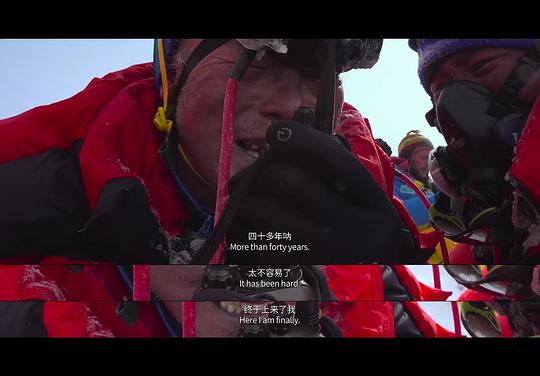 四十多年呐
More than forty years.
太不容易了
It has been hard.
终于上来了我
Here I am finally.